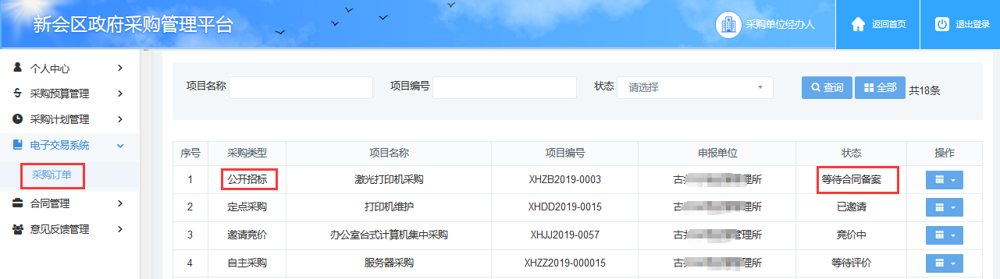 新会区政府采购管理平台
采购单位经办人
返回首页
退出登录
个人中心
采购预算管理
采购计划管理
电子交易系统
采购订单
合同管理
意见反馈管理
项目名称
项目编号
状态 请选择
查询
全部
共18条
序号 采购类型 项目名称 项目编号 申报单位 状态 操作
1 公开招标 激光打印机采购 XHZB2019-0003 古 管理所 等待合同备案
2 定点采购 打印机维护 XHDD2019-0015 古 管理所 已邀请
3 邀请竞价 办公室台式计算机集中采购 XHJJ2019-0057 古 管理所 竞价中
4 自主采购 服务器采购 XHZZ2019-000015 古 管理所 等待评价